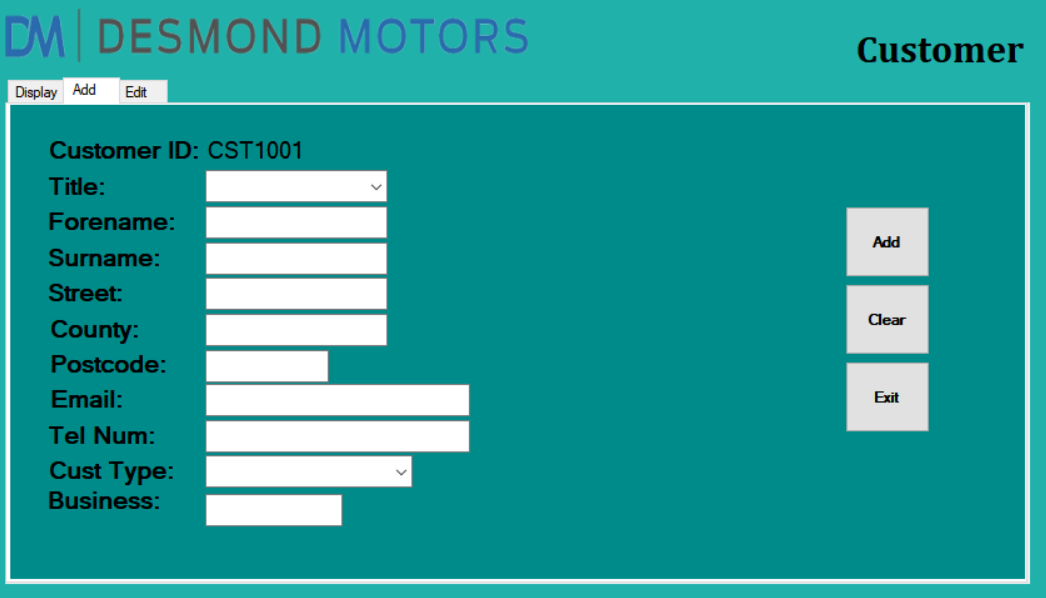 DM | DESMOND MOTORS
Customer
Display Add Edit
Customer ID: CST1001
Title:
Forename:
Surname:
Street:
County:
Postcode:
Email:
Tel Num:
Cust Type:
Business:
Add
Clear
Exit